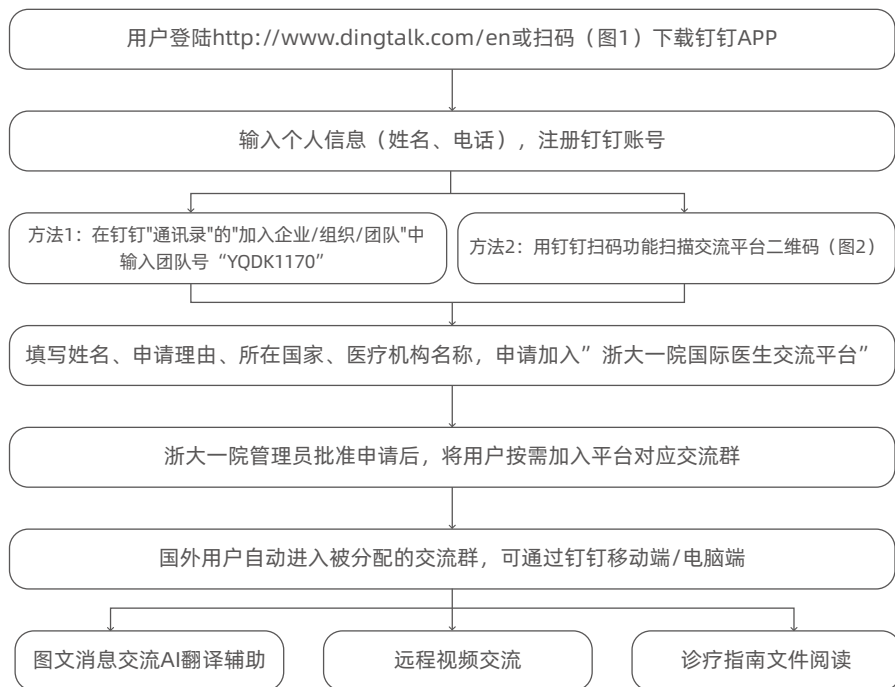 用户登陆http://www.dingtalk.com/en或扫码（图1）下载钉钉APP
输入个人信息（姓名、电话），注册钉钉账号
方法1：在钉钉"通讯录"的"加入企业/组织/团队"中
输入团队号“YQDK1170”
方法2：用钉钉扫码功能扫描交流平台二维码（图2）
填写姓名、申请理由、所在国家、医疗机构名称，申请加入”浙大一院国际医生交流平台”
浙大一院管理员批准申请后，将用户按需加入平台对应交流群
国外用户自动进入被分配的交流群，可通过钉钉移动端/电脑端
图文消息交流AI翻译辅助
远程视频交流
诊疗指南文件阅读